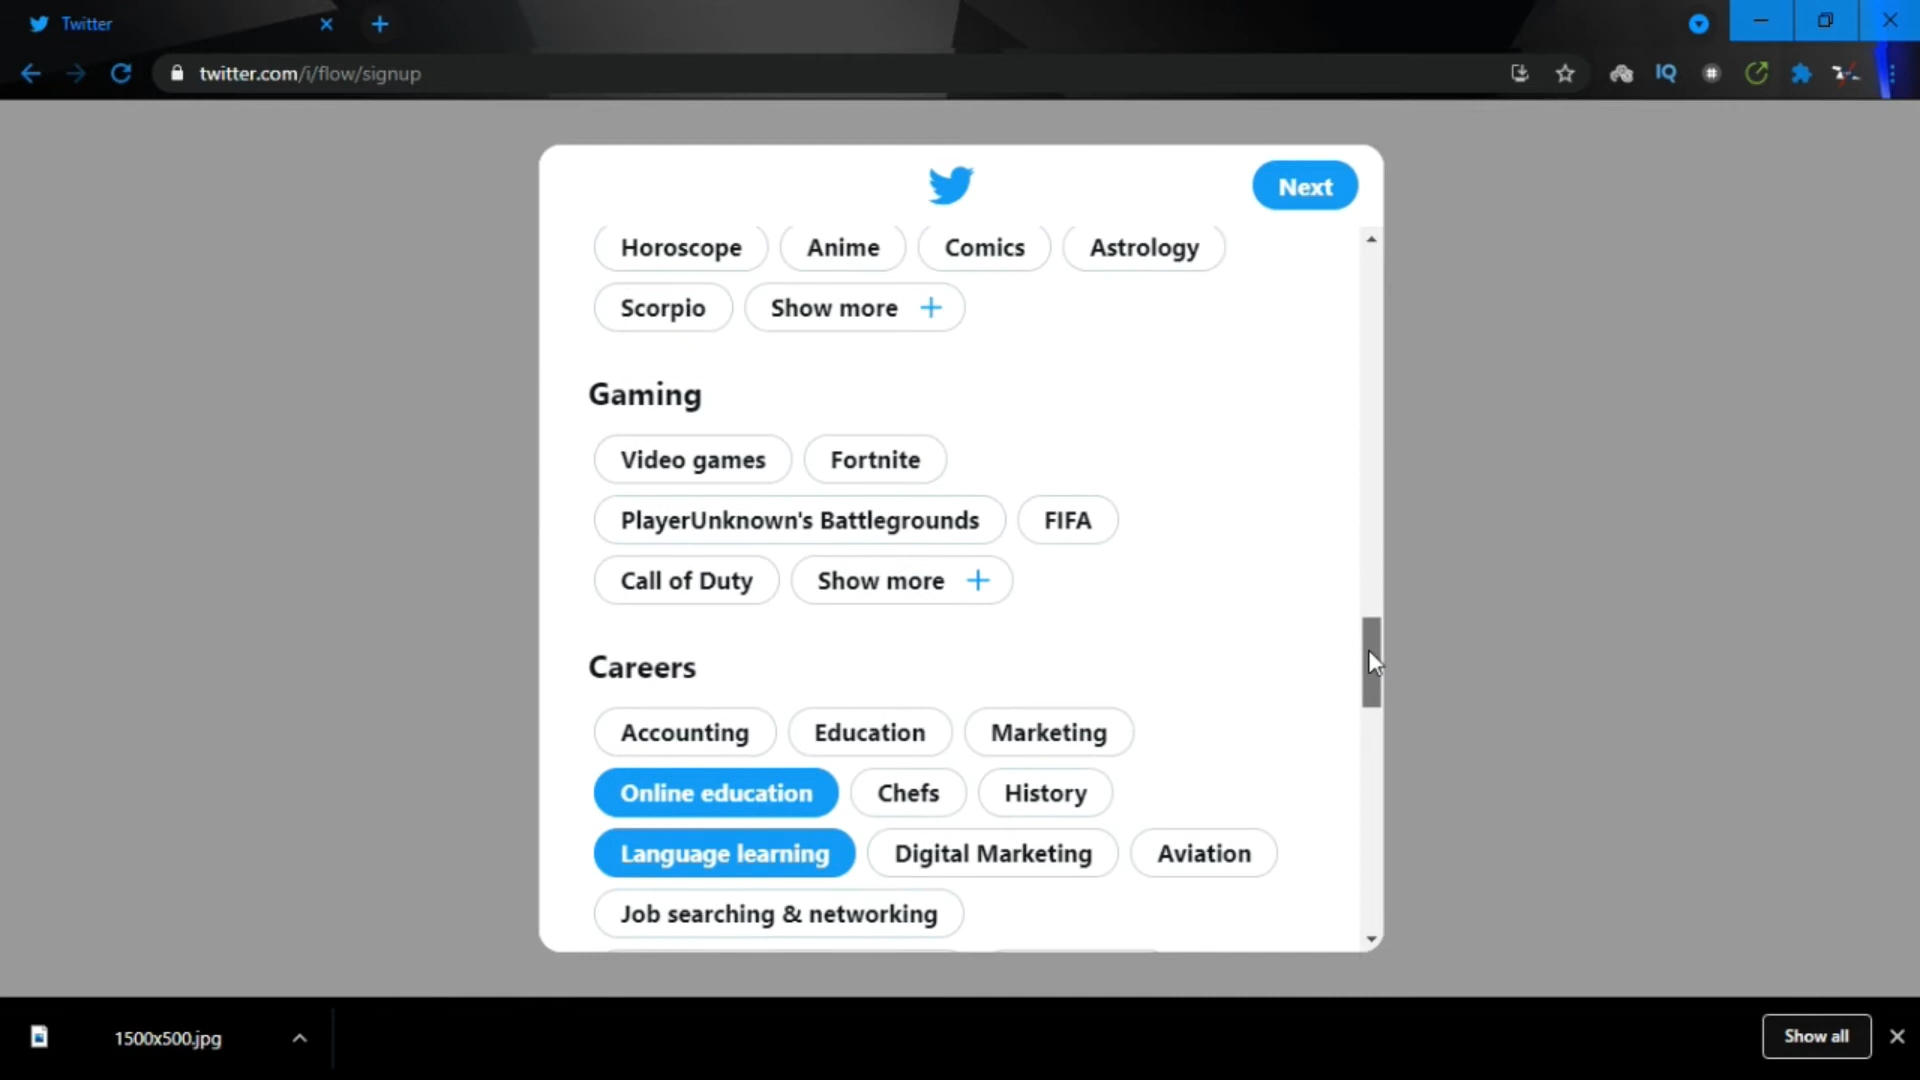 Twitter
twitter.com/i/flow/signup
IQ
#
Next
Horoscope Anime Comics Astrology
Scorpio Show more +
Gaming
Video games Fortnite
PlayerUnknown's Battlegrounds FIFA
Call of Duty Show more +
Careers
Accounting Education Marketing
Online education Chefs History
Language learning Digital Marketing Aviation
Job searching & networking
1500x500.jpg Show all